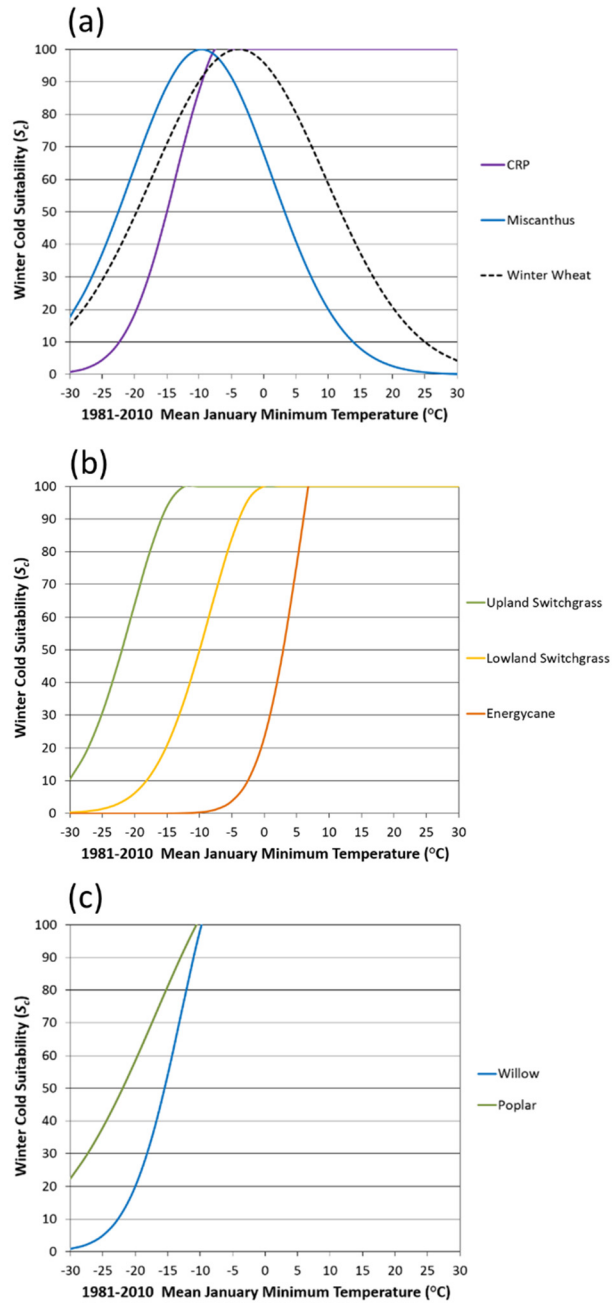 (a)
Winter Cold Suitability (Sc)
100
90
80
70
60
50
40
30
20
10
0
-30 -25 -20 -15 -10 -5 0 5 10 15 20 25 30
1981-2010 Mean January Minimum Temperature (°C)
CRP
Miscanthus
Winter Wheat
(b)
Winter Cold Suitability (Sc)
100
90
80
70
60
50
40
30
20
10
0
-30 -25 -20 -15 -10 -5 0 5 10 15 20 25 30
1981-2010 Mean January Minimum Temperature (°C)
Upland Switchgrass
Lowland Switchgrass
Energycane
(c)
Winter Cold Suitability (Sc)
100
90
80
70
60
50
40
30
20
10
0
-30 -25 -20 -15 -10 -5 0 5 10 15 20 25 30
1981-2010 Mean January Minimum Temperature (°C)
Willow
Poplar